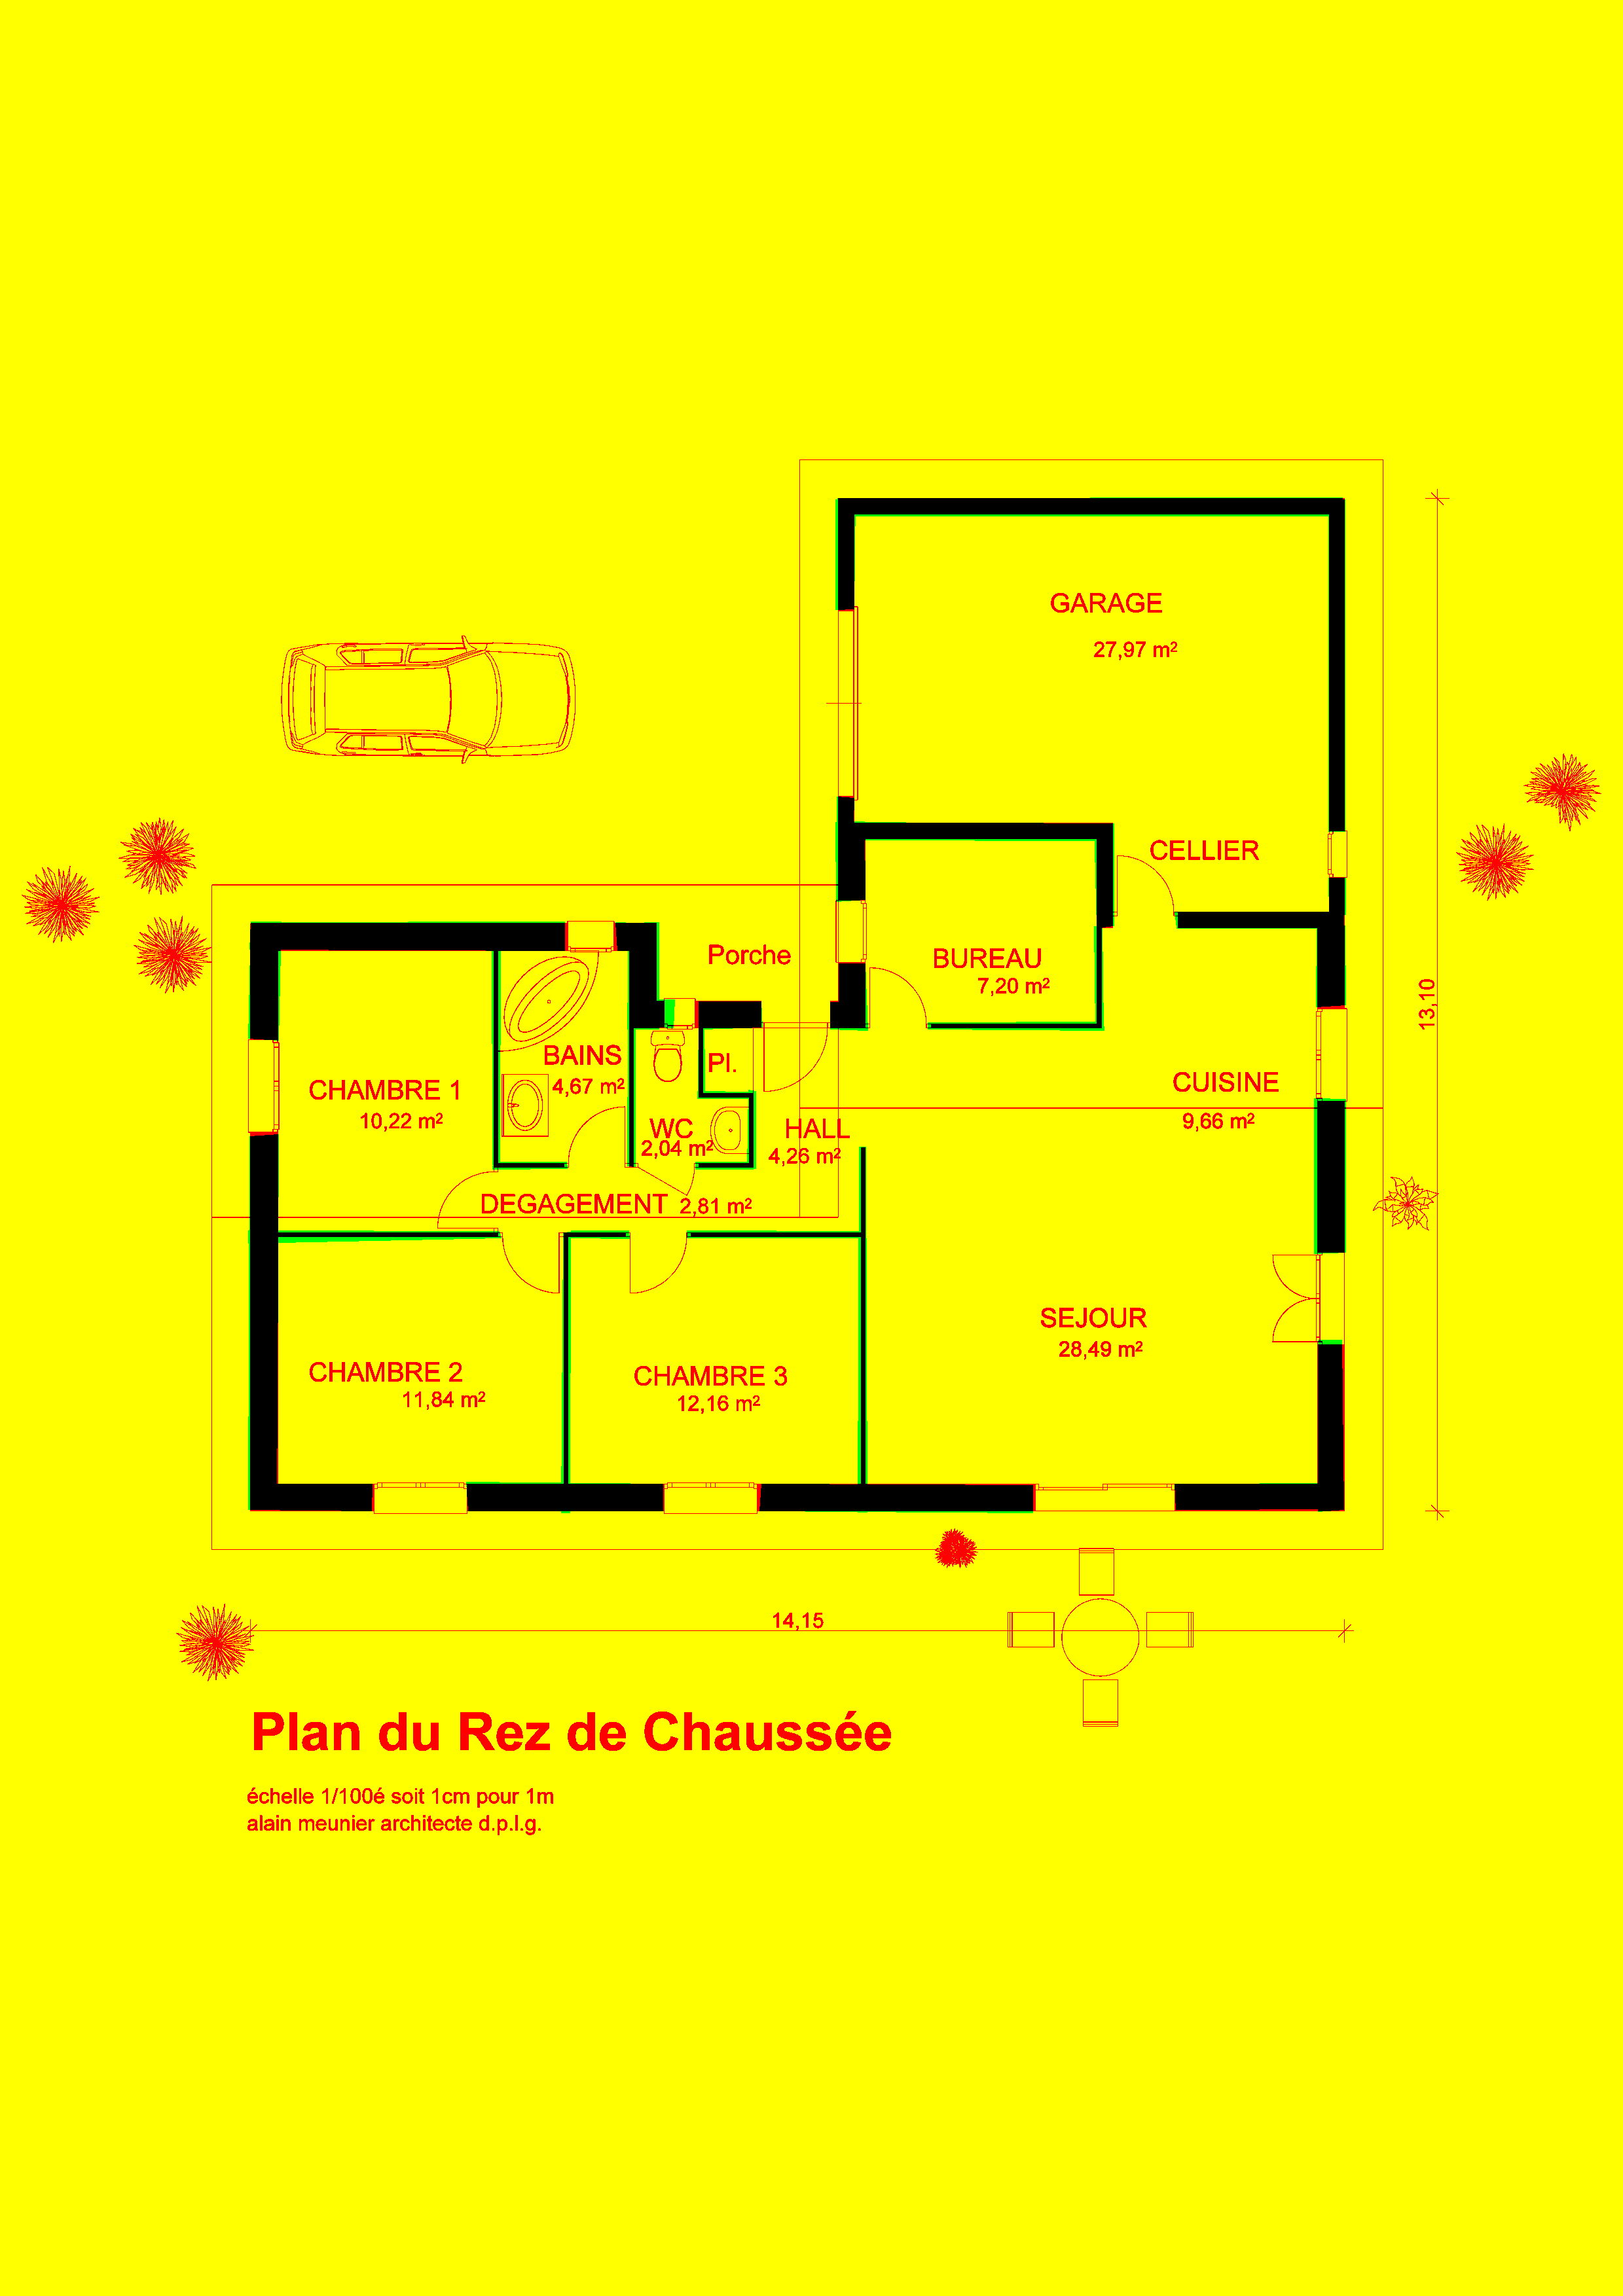 GARAGE
27,97 m²
CELLIER
Porche
BUREAU
7,20 m²
13,10
BAINS
4,67 m²
Pl.
CHAMBRE 1
10,22 m²
CUISINE
9,66 m²
WC
2,04 m²
HALL
4,26 m²
DEGAGEMENT 2,81 m²
SEJOUR
28,49 m²
CHAMBRE 2
11,84 m²
CHAMBRE 3
12,16 m²
14,15
Plan du Rez de Chaussée
échelle 1/100é soit 1cm pour 1m
alain meunier architecte d.p.l.g.